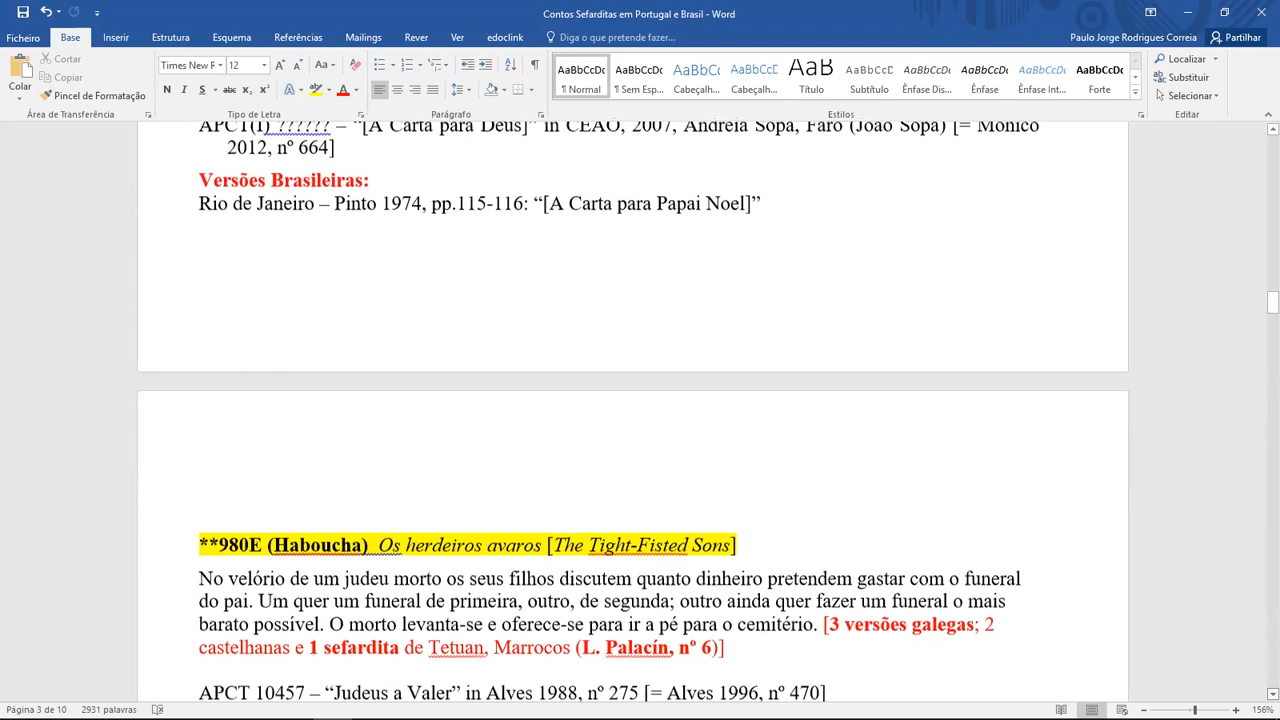 Contos Sefarditas em Portugal e Brasil - Word
Ficheiro Base Inserir Estrutura Esquema Referências Mailings Rever Ver edoclink Diga o que pretende fazer... Paulo Jorge Rodrigues Correia Partilhar
Colar
Cortar
Copiar
Pincel de Formatação
Área de Transferência
Times New R 12 A A Aa
N I S abc x₂ x² A A
Tipo de Letra
Parágrafo
AaBbCcDc AaBbCcDc AaBbCc AaBbCcD AaB AaBbCcD AaBbCcDt AaBbCcDt AaBbCcDt AaBbCcDc
¶ Normal ¶ Sem Esp... Cabeçalh... Cabeçalh... Título Subtítulo Ênfase Dis... Ênfase Ênfase Int... Forte
Estilos
Localizar
Substituir
Selecionar
Editar
APCT(I) ?????? – “[A Carta para Deus]” in CEAO, 2007, Andreia Sopa, Faro (João Sopa) [= Mónico
2012, nº 664]
Versões Brasileiras:
Rio de Janeiro – Pinto 1974, pp.115-116: “[A Carta para Papai Noel]”
**980E (Haboucha) Os herdeiros avaros [The Tight-Fisted Sons]
No velório de um judeu morto os seus filhos discutem quanto dinheiro pretendem gastar com o funeral
do pai. Um quer um funeral de primeira, outro, de segunda; outro ainda quer fazer um funeral o mais
barato possível. O morto levanta-se e oferece-se para ir a pé para o cemitério. [3 versões galegas; 2
castelhanas e 1 sefardita de Tetuan, Marrocos (L. Palacín, nº 6)]
APCT 10457 – “Judeus a Valer” in Alves 1988, nº 275 [= Alves 1996, nº 470]
Página 3 de 10 2931 palavras 156%